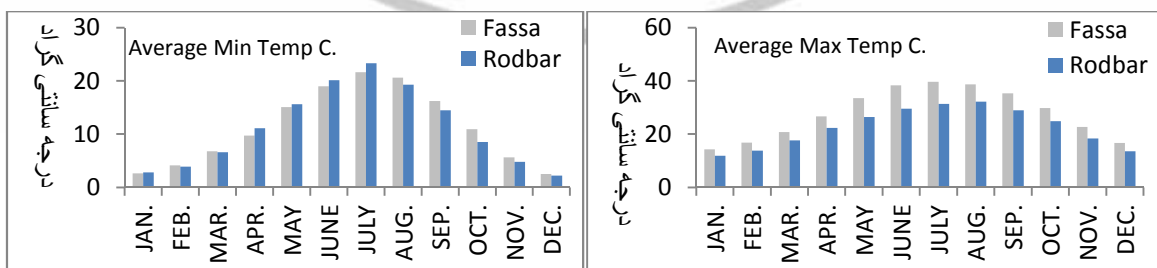 Average Min Temp C.
Fassa
Rodbar
درجه سانتی گراد
30
20
10
0
JAN.
FEB.
MAR.
APR.
MAY
JUNE
JULY
AUG.
SEP.
OCT.
NOV.
DEC.
Average Max Temp C.
Fassa
Rodbar
درجه سانتی گراد
60
40
20
0
JAN.
FEB.
MAR.
APR.
MAY
JUNE
JULY
AUG.
SEP.
OCT.
NOV.
DEC.